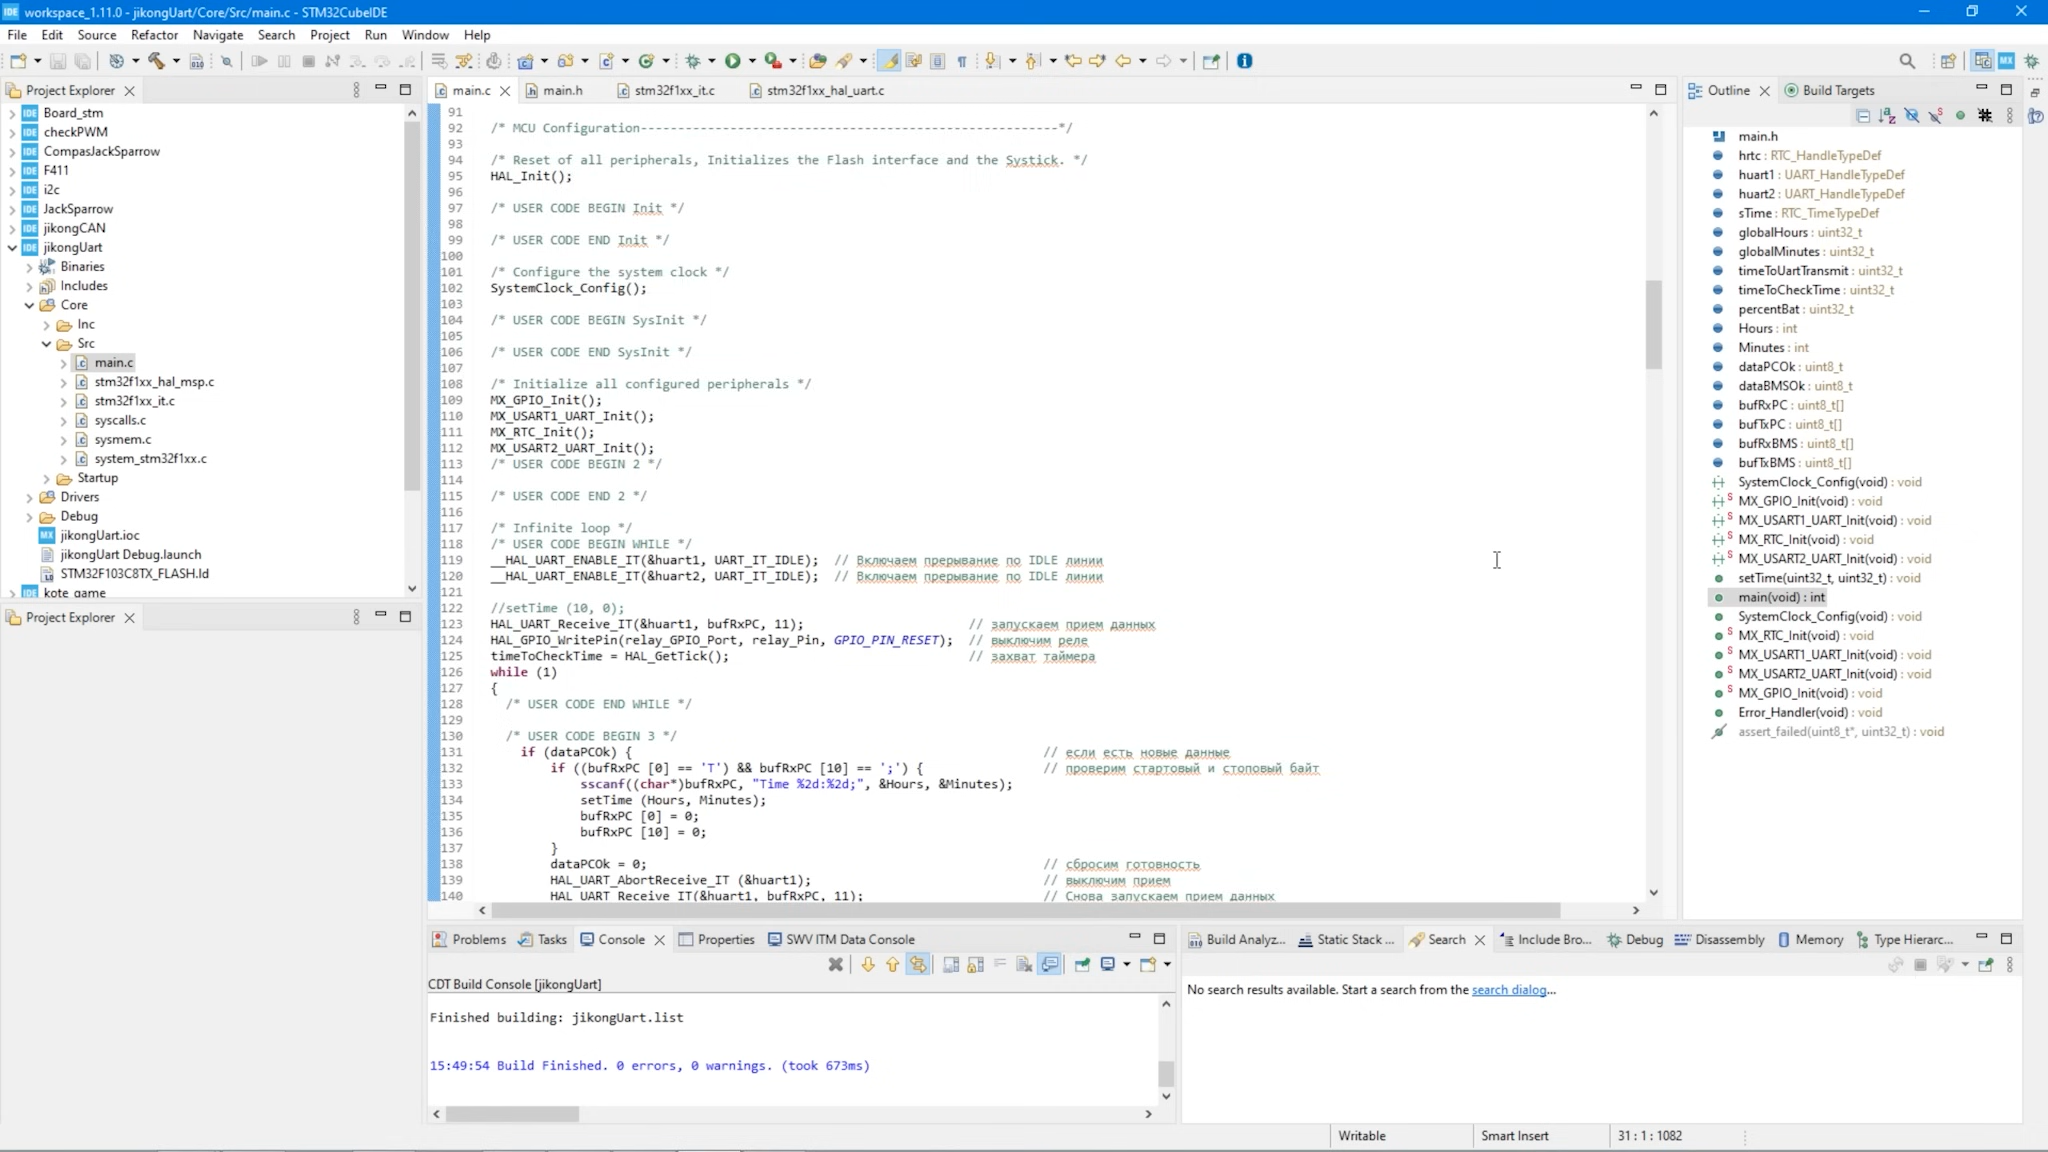 workspace_1.11.0 - jikongUart/Core/Src/main.c - STM32CubeIDE
File Edit Source Refactor Navigate Search Project Run Window Help
Project Explorer
Board_stm
checkPWM
CompasJackSparrow
F411
i2c
JackSparrow
jikongCAN
jikongUart
Binaries
Includes
Core
Inc
Src
main.c
stm32f1xx_hal_msp.c
stm32f1xx_it.c
syscalls.c
sysmem.c
system_stm32f1xx.c
Startup
Drivers
Debug
jikongUart.ioc
jikongUart Debug.launch
STM32F103C8TX_FLASH.ld
kote_game
Project Explorer
main.c main.h stm32f1xx_it.c stm32f1xx_hal_uart.c
91
92 /* MCU Configuration--------------------------------------------------------*/
93
94 /* Reset of all peripherals, Initializes the Flash interface and the Systick. */
95 HAL_Init();
96
97 /* USER CODE BEGIN Init */
98
99 /* USER CODE END Init */
100
101 /* Configure the system clock */
102 SystemClock_Config();
103
104 /* USER CODE BEGIN SysInit */
105
106 /* USER CODE END SysInit */
107
108 /* Initialize all configured peripherals */
109 MX_GPIO_Init();
110 MX_USART1_UART_Init();
111 MX_RTC_Init();
112 MX_USART2_UART_Init();
113 /* USER CODE BEGIN 2 */
114
115 /* USER CODE END 2 */
116
117 /* Infinite loop */
118 /* USER CODE BEGIN WHILE */
119 __HAL_UART_ENABLE_IT(&huart1, UART_IT_IDLE); // Включаем прерывание по IDLE линии
120 __HAL_UART_ENABLE_IT(&huart2, UART_IT_IDLE); // Включаем прерывание по IDLE линии
121
122 //setTime (10, 0);
123 HAL_UART_Receive_IT(&huart1, bufRxPC, 11); // запускаем прием данных
124 HAL_GPIO_WritePin(relay_GPIO_Port, relay_Pin, GPIO_PIN_RESET); // выключим реле
125 timeToCheckTime = HAL_GetTick(); // захват таймера
126 while (1)
127 {
128 /* USER CODE END WHILE */
129
130 /* USER CODE BEGIN 3 */
131 if (dataPCOk) { // если есть новые данные
132 if ((bufRxPC [0] == 'T') && bufRxPC [10] == ';') { // проверим стартовый и стоповый байт
133 sscanf((char*)bufRxPC, "Time %2d:%2d;", &Hours, &Minutes);
134 setTime (Hours, Minutes);
135 bufRxPC [0] = 0;
136 bufRxPC [10] = 0;
137 }
138 dataPCOk = 0; // сбросим готовность
139 HAL_UART_AbortReceive_IT (&huart1); // выключим прием
140 HAL_UART_Receive_IT(&huart1, bufRxPC, 11); // Снова запускаем прием данных
Outline Build Targets
main.h
hrtc : RTC_HandleTypeDef
huart1 : UART_HandleTypeDef
huart2 : UART_HandleTypeDef
sTime : RTC_TimeTypeDef
globalHours : uint32_t
globalMinutes : uint32_t
timeToUartTransmit : uint32_t
timeToCheckTime : uint32_t
percentBat : uint32_t
Hours : int
Minutes : int
dataPCOk : uint8_t
dataBMSOk : uint8_t
bufRxPC : uint8_t[]
bufTxPC : uint8_t[]
bufRxBMS : uint8_t[]
bufTxBMS : uint8_t[]
SystemClock_Config(void) : void
MX_GPIO_Init(void) : void
MX_USART1_UART_Init(void) : void
MX_RTC_Init(void) : void
MX_USART2_UART_Init(void) : void
setTime(uint32_t, uint32_t) : void
main(void) : int
SystemClock_Config(void) : void
MX_RTC_Init(void) : void
MX_USART1_UART_Init(void) : void
MX_USART2_UART_Init(void) : void
MX_GPIO_Init(void) : void
Error_Handler(void) : void
assert_failed(uint8_t*, uint32_t) : void
Problems Tasks Console Properties SWV ITM Data Console
CDT Build Console [jikongUart]
Finished building: jikongUart.list
15:49:54 Build Finished. 0 errors, 0 warnings. (took 673ms)
Build Analyz... Static Stack ... Search Include Bro... Debug Disassembly Memory Type Hierarc...
No search results available. Start a search from the search dialog...
Writable Smart Insert 31 : 1 : 1082